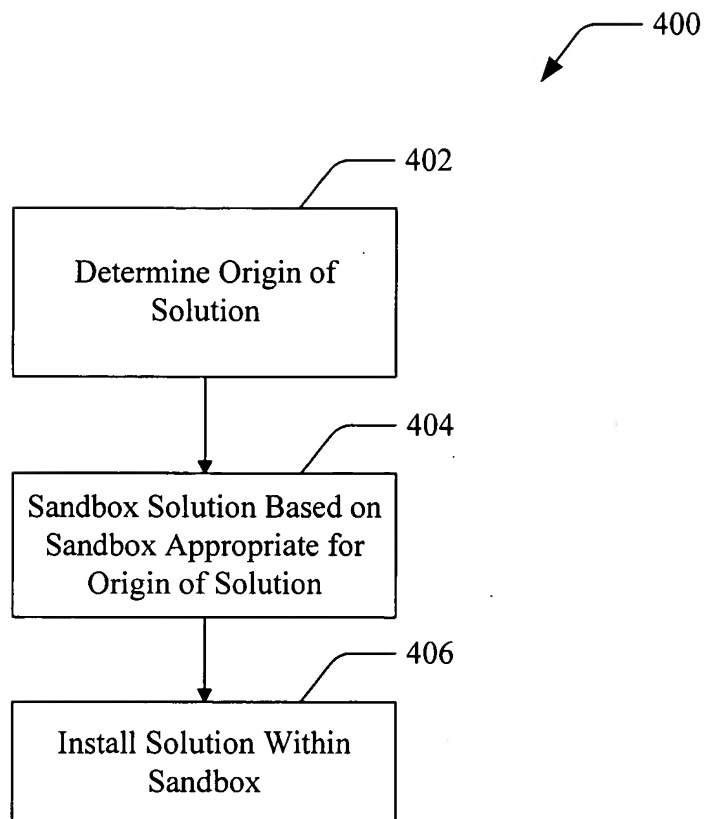 400
402
Determine Origin of
Solution
404
Sandbox Solution Based on
Sandbox Appropriate for
Origin of Solution
406
Install Solution Within
Sandbox